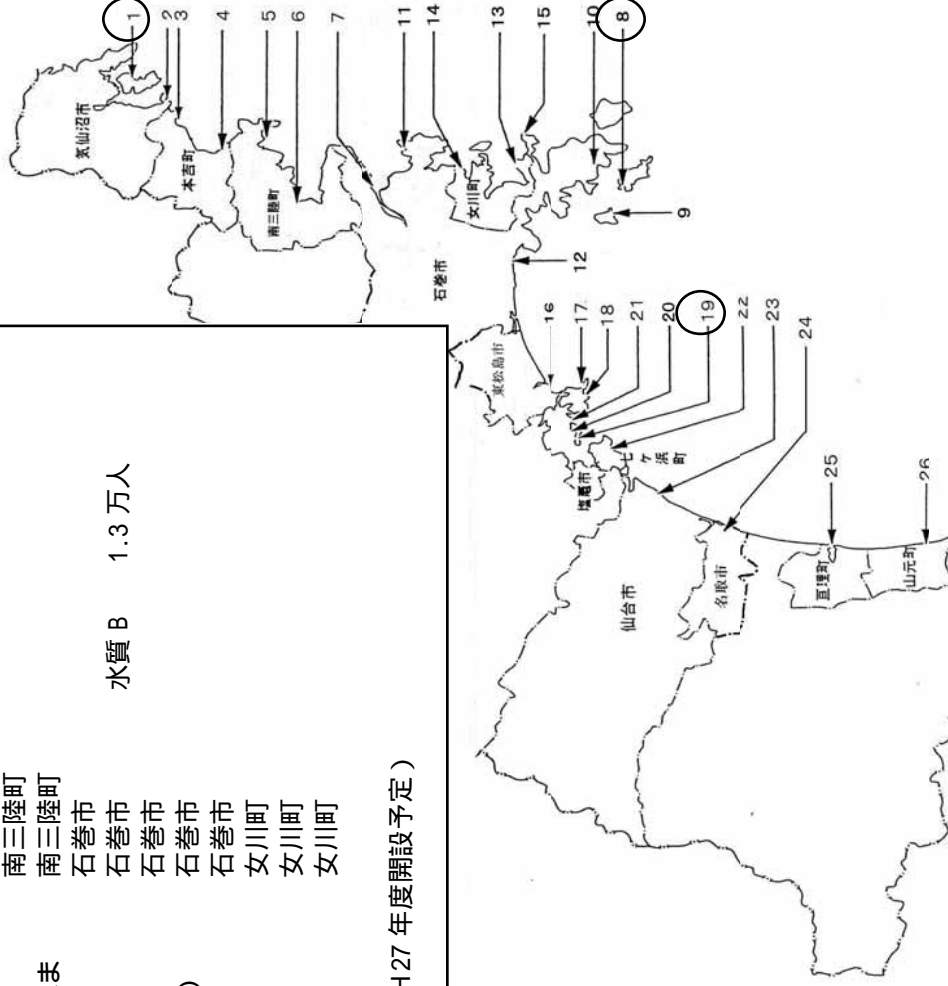 南三陸町
ま 南三陸町
石巻市
石巻市 水質 B 1.3 万人
石巻市
石巻市
）石巻市
女川町
女川町
女川町
H27 年度開設予定）
気仙沼市
本吉町
南三陸町
石巻市
女川町
東松島市
塩竈市
七ケ浜町
仙台市
名取市
亘理町
山元町
1
2
3
4
5
6
7
11
14
13
15
10
8
9
12
16
17
18
21
20
19
22
23
24
25
26